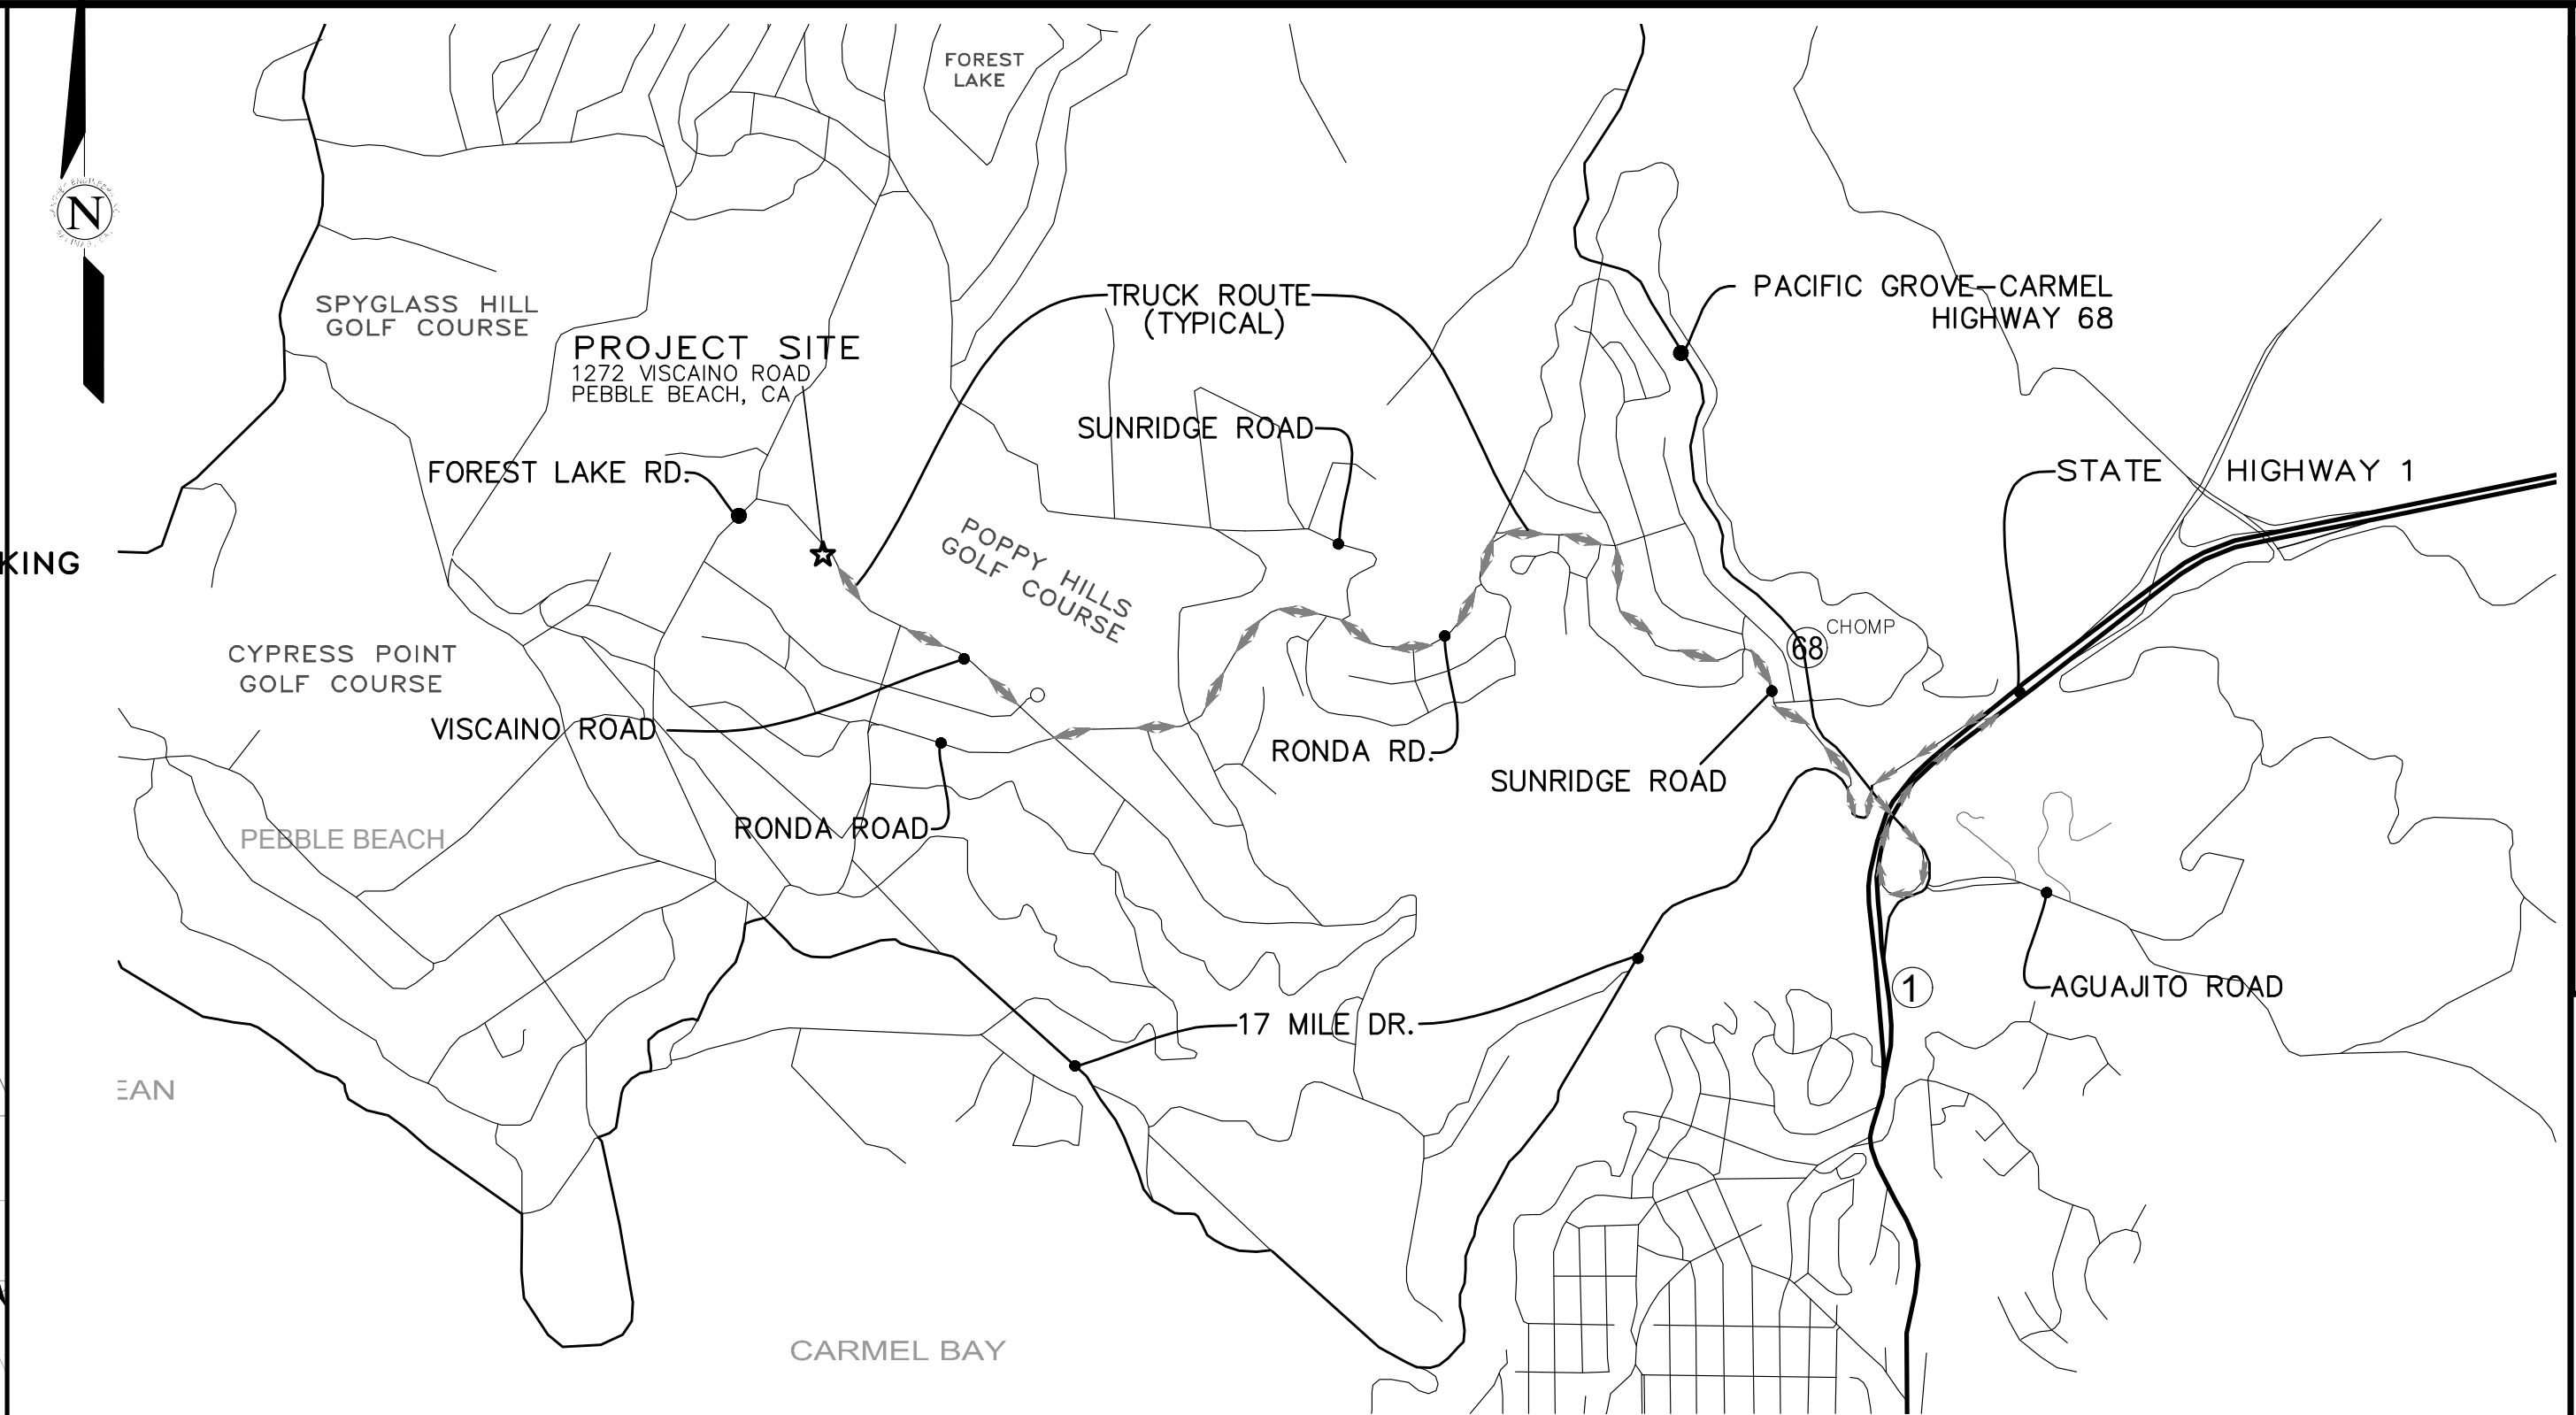 FOREST
LAKE
N
SPYGLASS HILL
GOLF COURSE
TRUCK ROUTE
(TYPICAL)
PACIFIC GROVE-CARMEL
HIGHWAY 68
PROJECT SITE
1272 VISCAINO ROAD
PEBBLE BEACH, CA
SUNRIDGE ROAD
FOREST LAKE RD.
STATE HIGHWAY 1
POPPY HILLS
GOLF COURSE
KING
CHOMP
68
CYPRESS POINT
GOLF COURSE
VISCAINO ROAD
RONDA RD.
SUNRIDGE ROAD
RONDA ROAD
PEBBLE BEACH
1
AGUAJITO ROAD
17 MILE DR.
EAN
CARMEL BAY